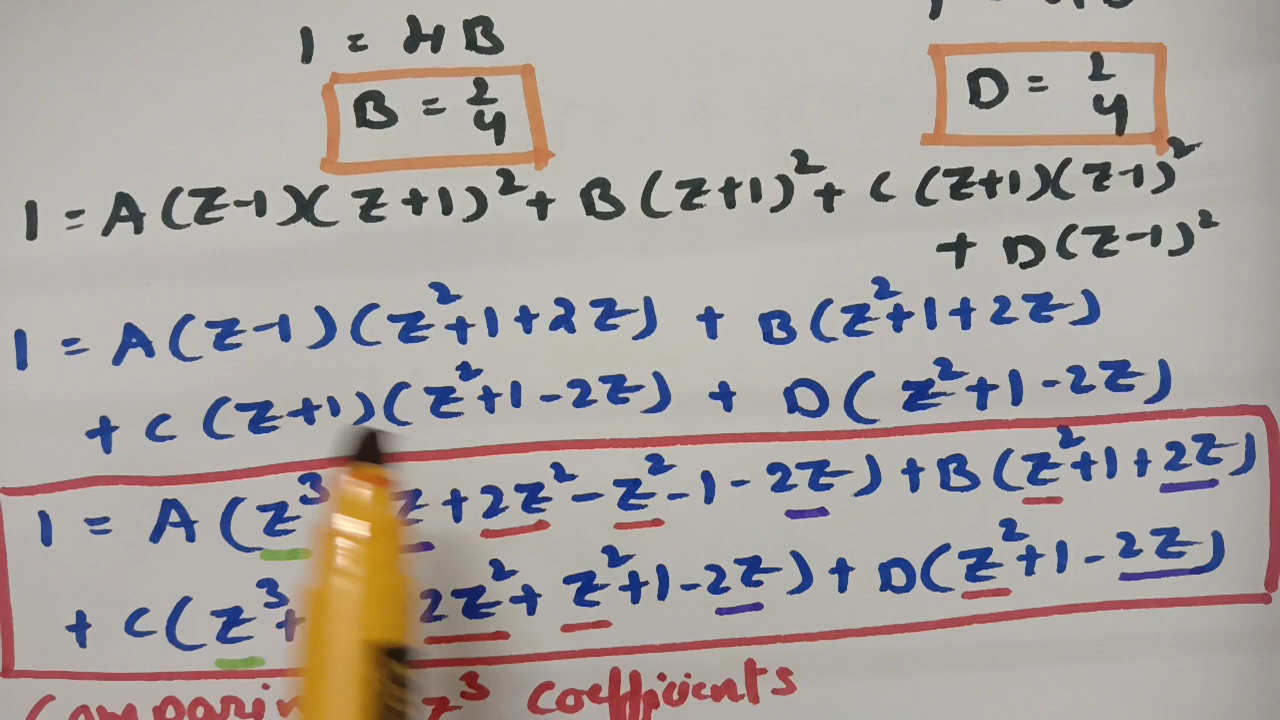 1 = 4B
B = 2/4
D = 2/4
1 = A(Z-1)(Z+1)² + B(Z+1)² + C(Z+1)(Z-1)²
+ D(Z-1)²
1 = A(Z-1)(Z²+1+2Z) + B(Z²+1+2Z)
+ C(Z+1)(Z²+1-2Z) + D(Z²+1-2Z)
1 = A(Z³ Z+2Z²-Z²-1-2Z)+B(Z²+1+2Z)
+ C(Z³+ 2Z²+Z²+1-2Z)+D(Z²+1-2Z)
Z³ coefficients